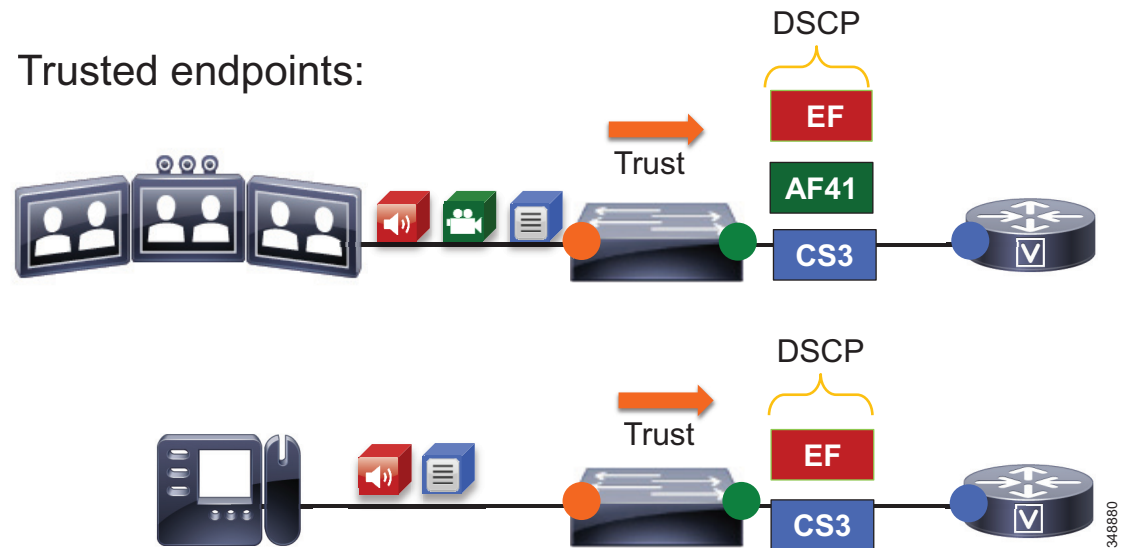 DSCP
Trusted endpoints:
EF
Trust
AF41
CS3
V
DSCP
Trust
EF
CS3
V
348880